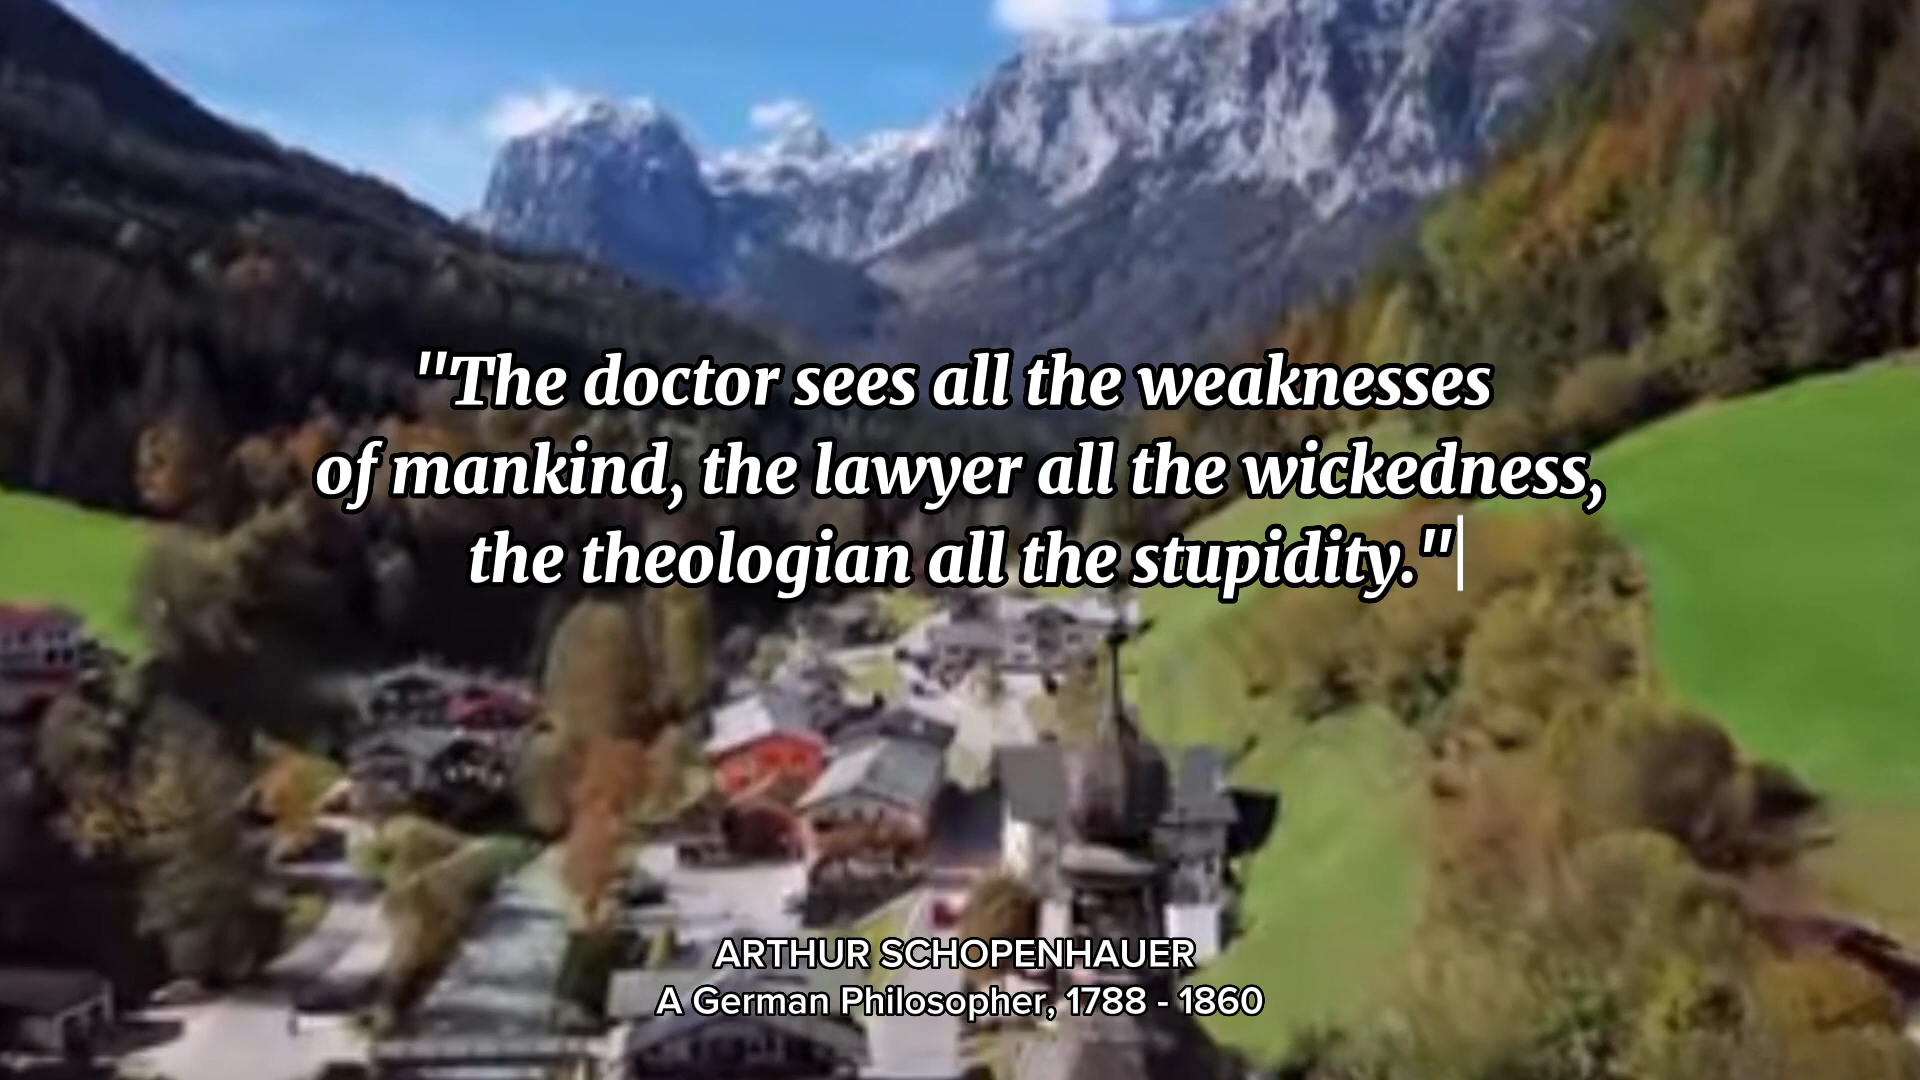 "The doctor sees all the weaknesses
of mankind, the lawyer all the wickedness,
the theologian all the stupidity."
ARTHUR SCHOPENHAUER
A German Philosopher, 1788 - 1860